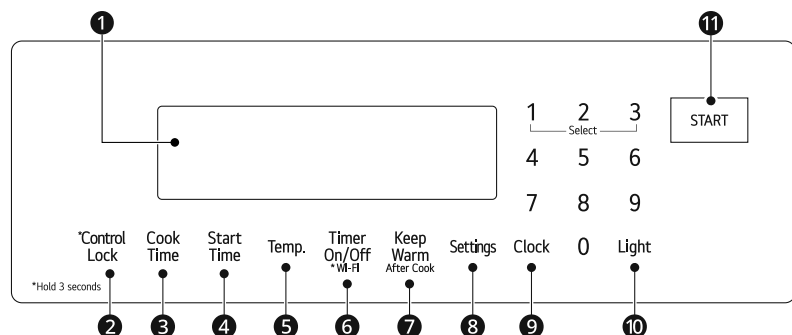 1
11
1 2 3
Select
START
4 5 6
7 8 9
*Control
Lock
Cook
Time
Start
Time
Temp.
Timer
On/Off
*Wi-Fi
Keep
Warm
After Cook
Settings
Clock
0
Light
*Hold 3 seconds
2 3 4 5 6 7 8 9 10